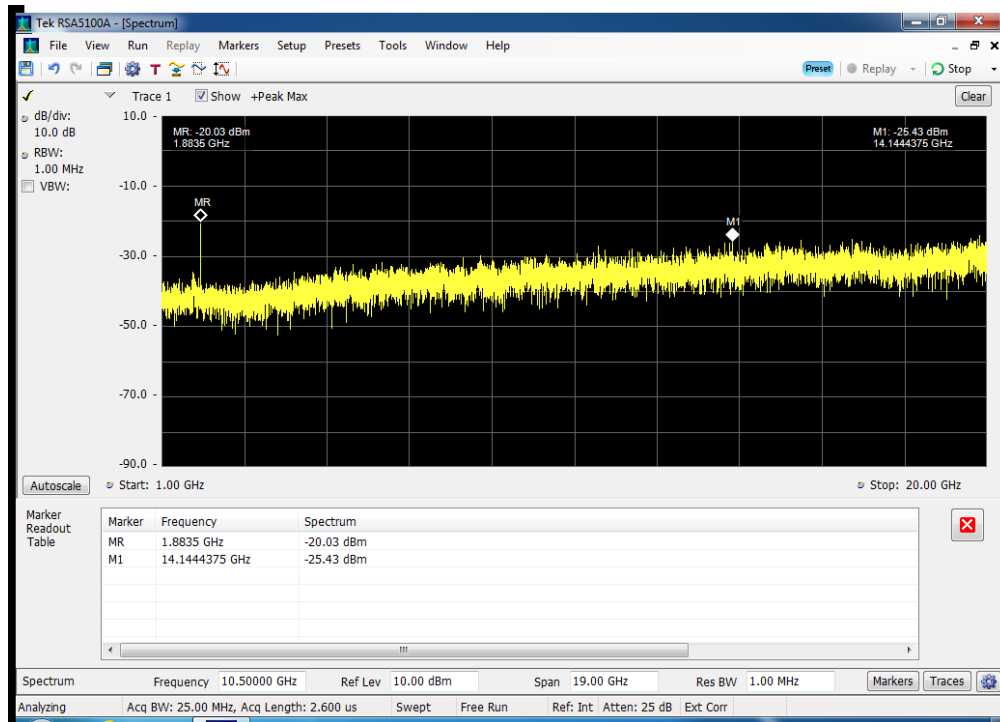 Tek RSA5100A - [Spectrum]
File View Run Replay Markers Setup Presets Tools Window Help
T Preset Replay Stop
Trace 1 Show +Peak Max Clear
dB/div:
10.0 dB
RBW:
1.00 MHz
VBW:
10.0
-10.0
-30.0
-50.0
-70.0
-90.0
MR: -20.03 dBm
1.8835 GHz
M1: -25.43 dBm
14.1444375 GHz
MR
M1
Autoscale Start: 1.00 GHz Stop: 20.00 GHz
Marker
Readout
Table
Marker Frequency Spectrum
MR 1.8835 GHz -20.03 dBm
M1 14.1444375 GHz -25.43 dBm
Spectrum Frequency 10.50000 GHz Ref Lev 10.00 dBm Span 19.00 GHz Res BW 1.00 MHz Markers Traces
Analyzing Acq BW: 25.00 MHz, Acq Length: 2.600 us Swept Free Run Ref: Int Atten: 25 dB Ext Corr